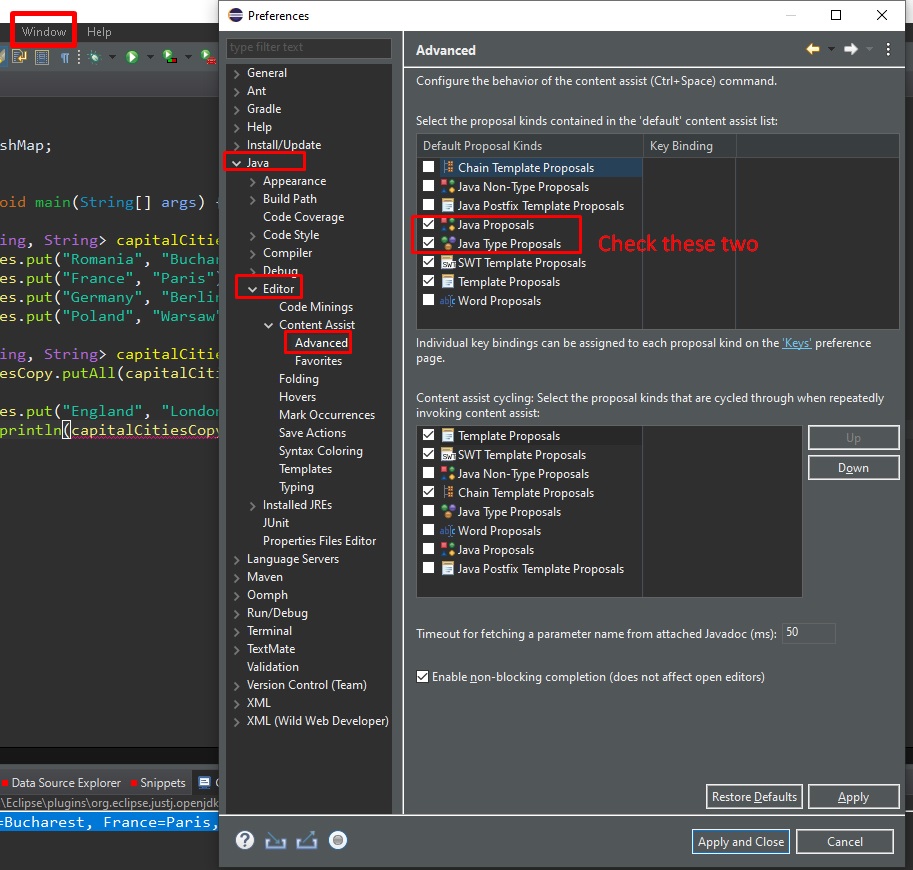 Preferences
Window
Help
shMap;
oid main(String[] args) {
ing, String> capitalCitie
es.put("Romania", "Buchar
es.put("France", "Paris")
es.put("Germany", "Berlin
es.put("Poland", "Warsaw"
ing, String> capitalCitie
esCopy.putAll(capitalCiti
es.put("England", "London
println(capitalCitiesCopy
Data Source Explorer
Snippets
\Eclipse\plugins\org.eclipse.justj.openjdk
=Bucharest, France=Paris,
type filter text
General
Ant
Gradle
Help
Install/Update
Java
Appearance
Build Path
Code Coverage
Code Style
Compiler
Debug
Editor
Code Minings
Content Assist
Advanced
Favorites
Folding
Hovers
Mark Occurrences
Save Actions
Syntax Coloring
Templates
Typing
Installed JREs
JUnit
Properties Files Editor
Language Servers
Maven
Oomph
Run/Debug
Terminal
TextMate
Validation
Version Control (Team)
XML
XML (Wild Web Developer)
Advanced
Configure the behavior of the content assist (Ctrl+Space) command.
Select the proposal kinds contained in the 'default' content assist list:
Default Proposal Kinds Key Binding
Chain Template Proposals
Java Non-Type Proposals
Java Postfix Template Proposals
Java Proposals
Java Type Proposals
Check these two
SWT Template Proposals
Template Proposals
Word Proposals
Individual key bindings can be assigned to each proposal kind on the 'Keys' preference
page.
Content assist cycling: Select the proposal kinds that are cycled through when repeatedly
invoking content assist:
Template Proposals
SWT Template Proposals
Java Non-Type Proposals
Chain Template Proposals
Java Type Proposals
Word Proposals
Java Proposals
Java Postfix Template Proposals
Up
Down
Timeout for fetching a parameter name from attached Javadoc (ms): 50
Enable non-blocking completion (does not affect open editors)
Restore Defaults Apply
Apply and Close Cancel